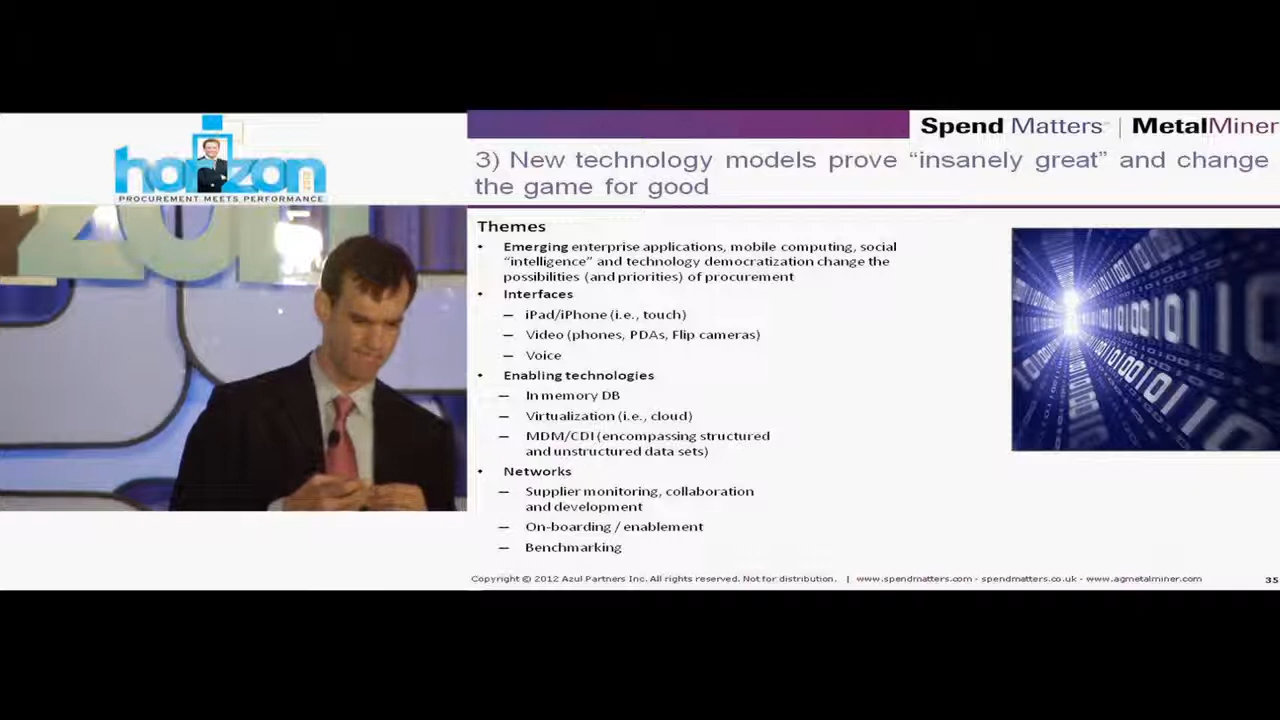 horizon
PROCUREMENT MEETS PERFORMANCE
201
Spend Matters | MetalMiner
3) New technology models prove “insanely great” and change
the game for good
Themes
• Emerging enterprise applications, mobile computing, social
“intelligence” and technology democratization change the
possibilities (and priorities) of procurement
• Interfaces
– iPad/iPhone (i.e., touch)
– Video (phones, PDAs, Flip cameras)
– Voice
• Enabling technologies
– In memory DB
– Virtualization (i.e., cloud)
– MDM/CDI (encompassing structured
and unstructured data sets)
• Networks
– Supplier monitoring, collaboration
and development
– On-boarding / enablement
– Benchmarking
Copyright © 2012 Azul Partners Inc. All rights reserved. Not for distribution. | www.spendmatters.com - spendmatters.co.uk - www.agmetalminer.com
35